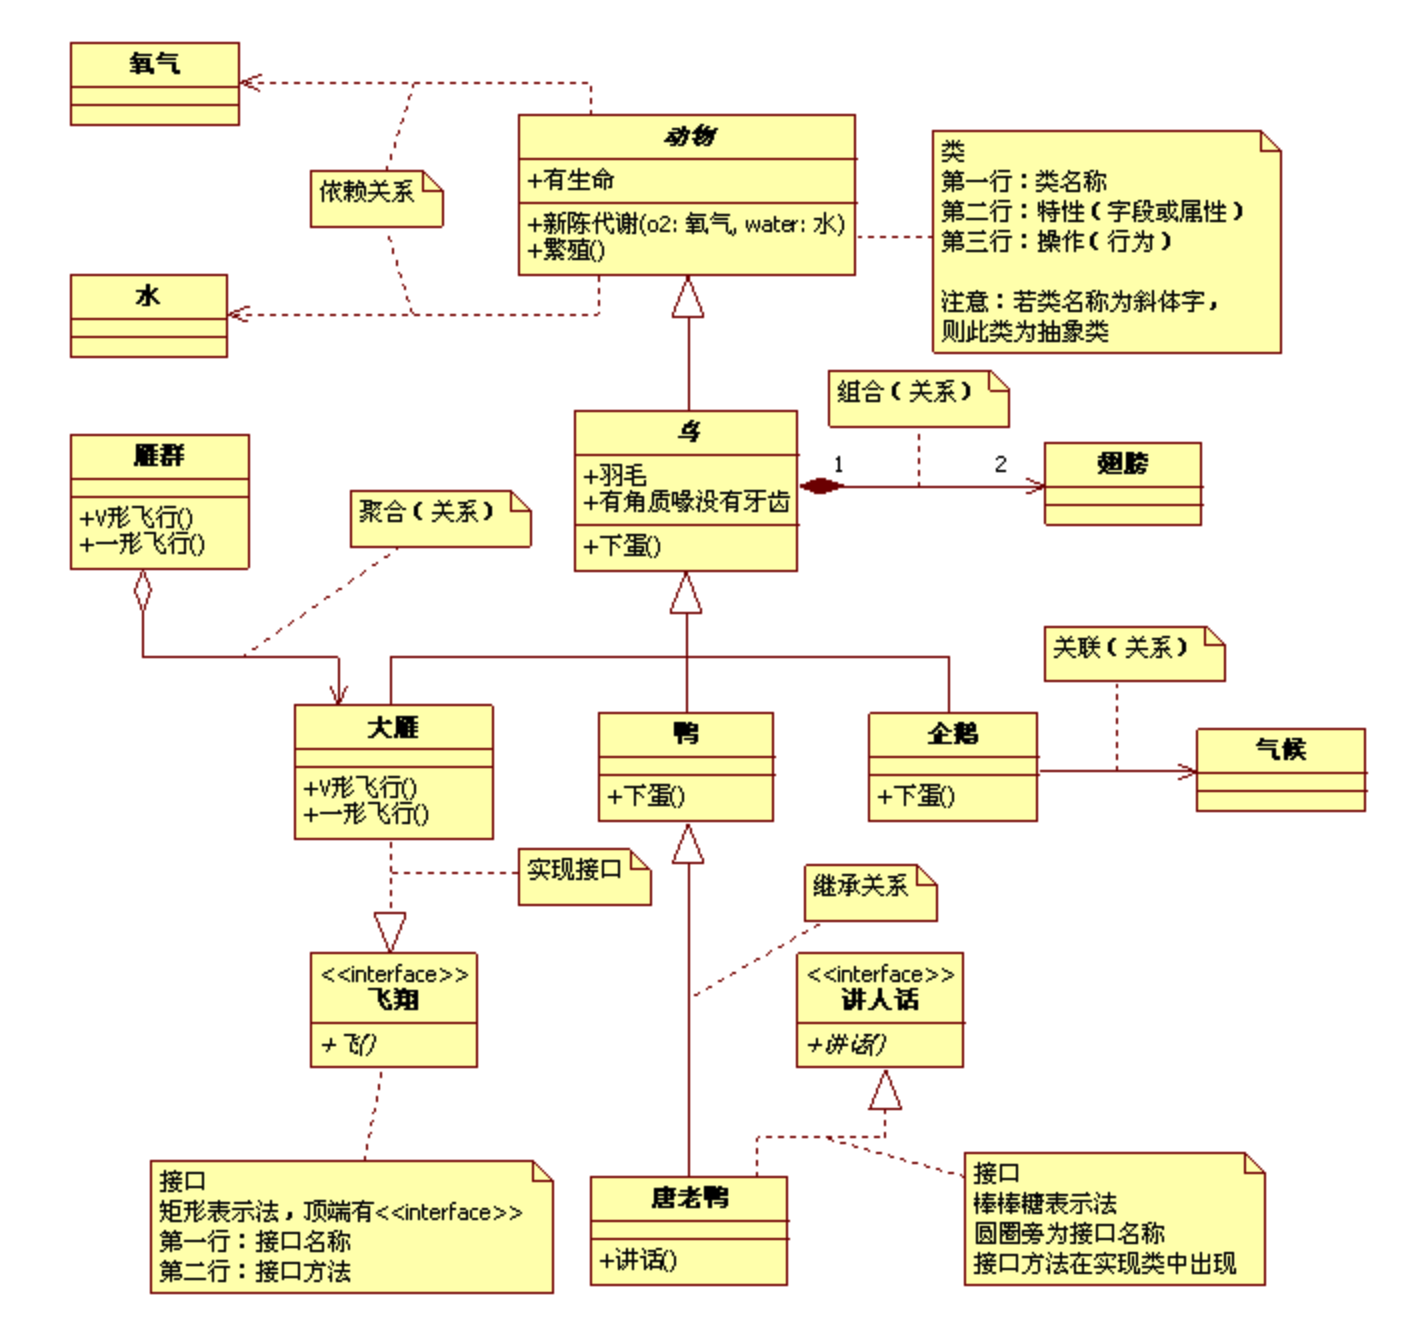 氧气
动物
+有生命
+新陈代谢(o2: 氧气, water: 水)
+繁殖()
类
第一行：类名称
第二行：特性（字段或属性）
第三行：操作（行为）
注意：若类名称为斜体字，
则此类为抽象类
依赖关系
水
组合（关系）
鸟
+羽毛
+有角质喙没有牙齿
+下蛋()
1
2
翅膀
雁群
+V形飞行()
+一形飞行()
聚合（关系）
关联（关系）
大雁
+V形飞行()
+一形飞行()
鸭
+下蛋()
企鹅
+下蛋()
气候
实现接口
继承关系
<<interface>>
飞翔
+飞()
<<interface>>
讲人话
+讲话()
接口
矩形表示法，顶端有<<interface>>
第一行：接口名称
第二行：接口方法
唐老鸭
+讲话()
接口
棒棒糖表示法
圆圈旁为接口名称
接口方法在实现类中出现